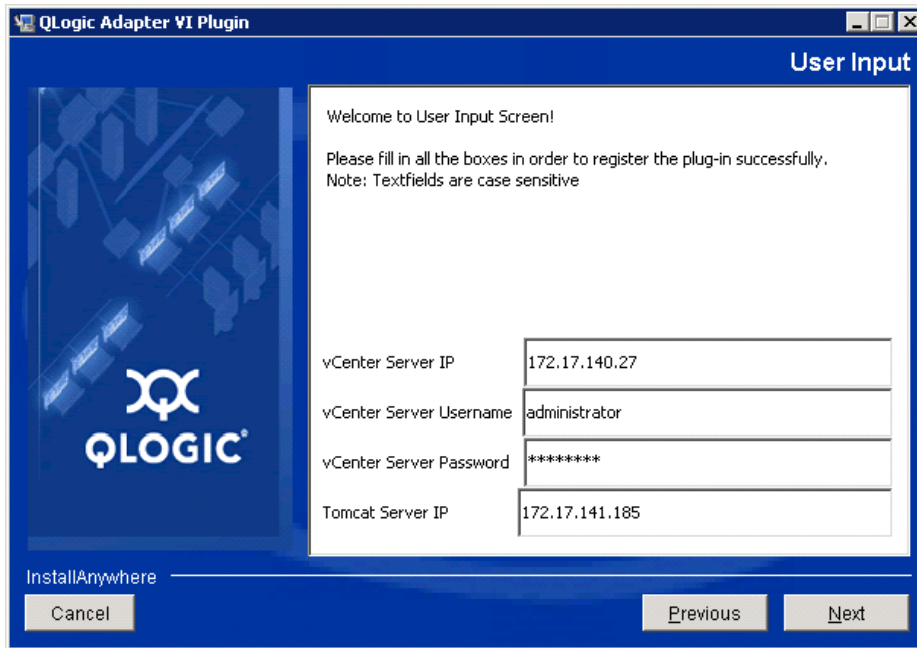 QLogic Adapter VI Plugin
User Input
Welcome to User Input Screen!
Please fill in all the boxes in order to register the plug-in successfully.
Note: Textfields are case sensitive
vCenter Server IP 172.17.140.27
vCenter Server Username administrator
vCenter Server Password ********
Tomcat Server IP 172.17.141.185
QLOGIC®
InstallAnywhere
Cancel Previous Next